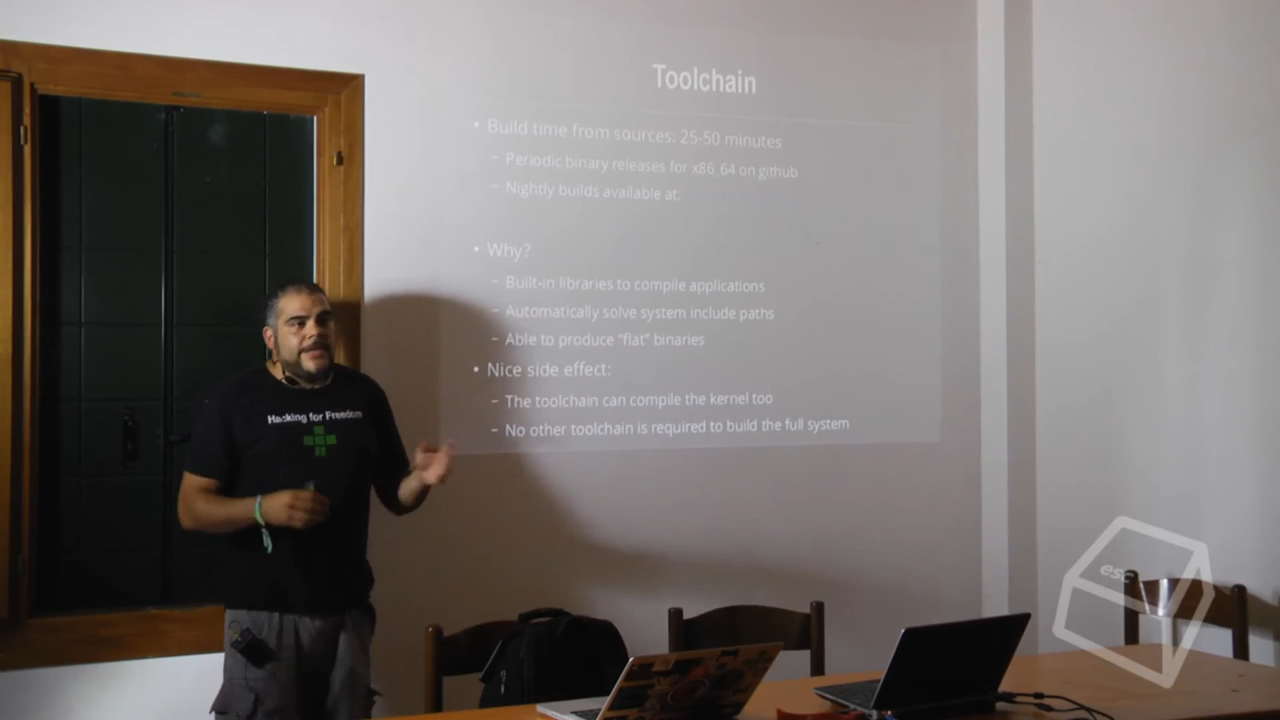 Toolchain
• Build time from sources: 25-50 minutes
– Periodic binary releases for x86_64 on github
– Nightly builds available at:
• Why?
– Built-in libraries to compile applications
– Automatically solve system include paths
– Able to produce “flat” binaries
• Nice side effect:
– The toolchain can compile the kernel too
– No other toolchain is required to build the full system
Hacking for Freedom
esc